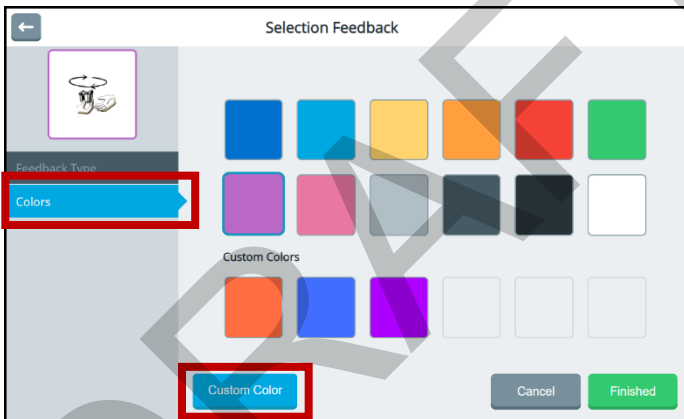 Selection Feedback
Feedback Type
Colors
Custom Colors
Custom Color
Cancel
Finished